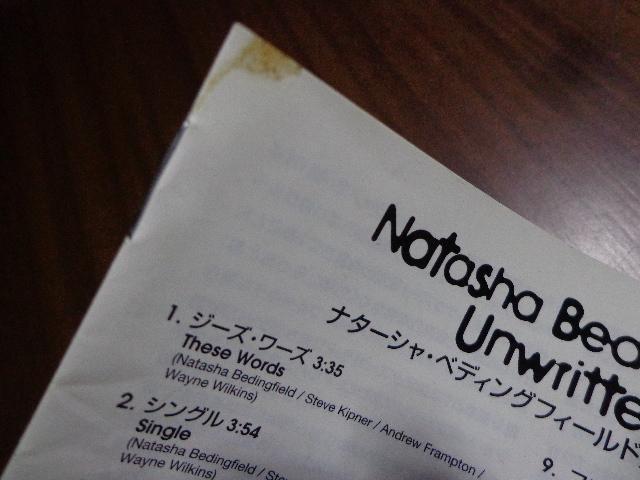 Natasha
Unwritte
ナターシャ・ベディングフィールド
1. ジーズ・ワーズ 3:35
These Words
(Natasha Bedingfield / Steve Kipner / Andrew Frampton /
Wayne Wilkins)
2. シングル 3:54
Single
(Natasha Bedingfield /
Wayne Wilkins)
9.